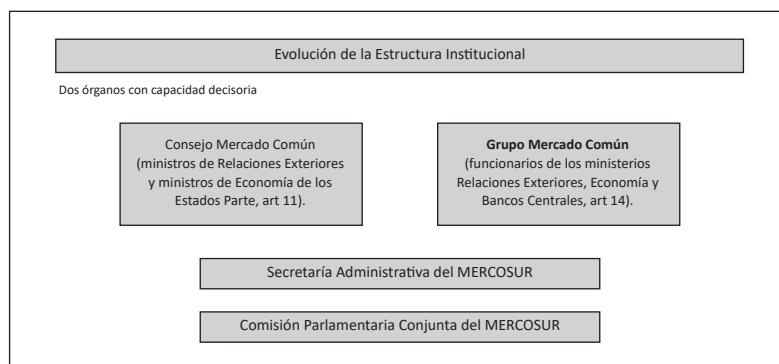 Evolución de la Estructura Institucional
Dos órganos con capacidad decisoria
Consejo Mercado Común
(ministros de Relaciones Exteriores
y ministros de Economía de los
Estados Parte, art 11).
Grupo Mercado Común
(funcionarios de los ministerios
Relaciones Exteriores, Economía y
Bancos Centrales, art 14).
Secretaría Administrativa del MERCOSUR
Comisión Parlamentaria Conjunta del MERCOSUR